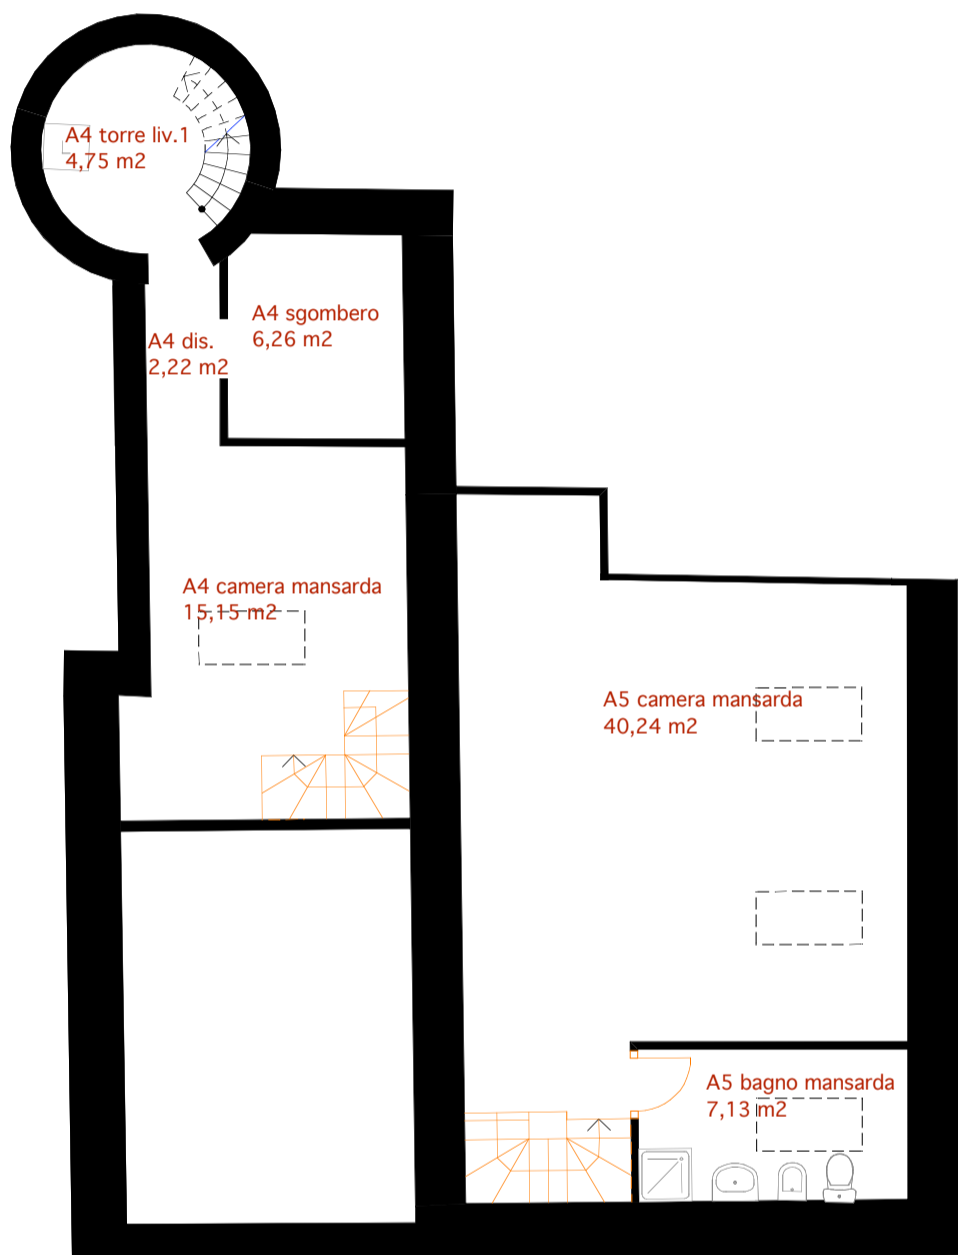 A4 torre liv.1
4,75 m2
A4 sgombero
6,26 m2
A4 dis.
2,22 m2
A4 camera mansarda
15,15 m2
A5 camera mansarda
40,24 m2
A5 bagno mansarda
7,13 m2